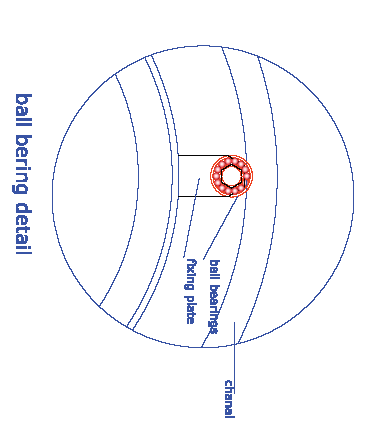 ball bering detail
fixing plate
ball bearings
chanal